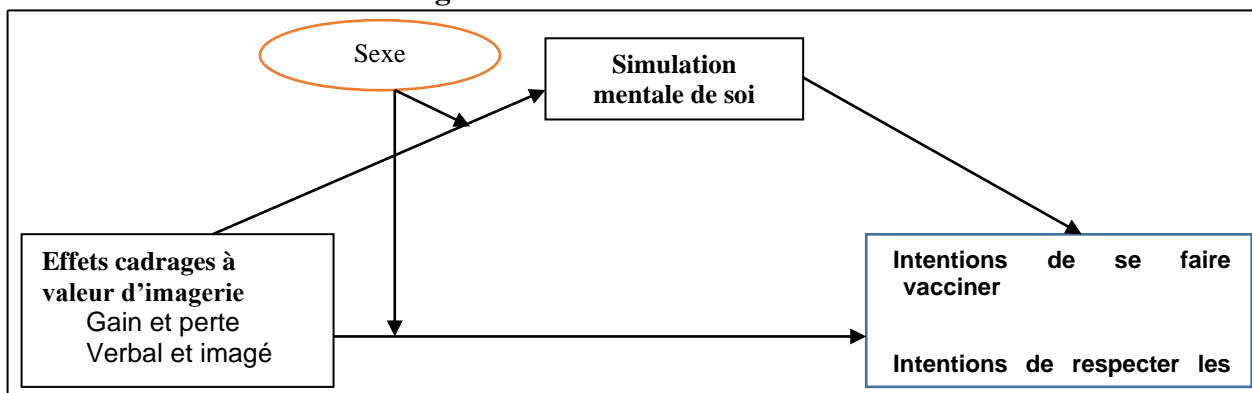 Sexe
Simulation
mentale de soi
Effets cadrages à
valeur d'imagerie
Gain et perte
Verbal et imagé
Intentions de se faire
vacciner
Intentions de respecter les